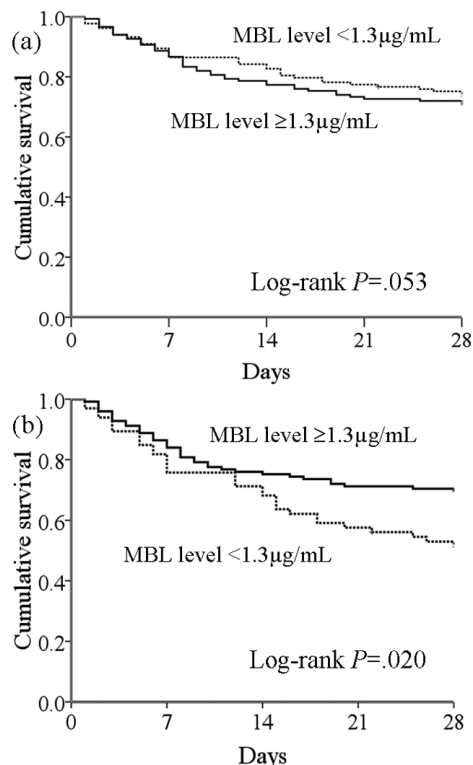 (a)
Cumulative survival
1.0
0.8
0.6
0.4
0.2
0.0
MBL level <1.3µg/mL
MBL level ≥1.3µg/mL
Log-rank P=.053
0 7 14 21 28
Days
(b)
Cumulative survival
1.0
0.8
0.6
0.4
0.2
0.0
MBL level ≥1.3µg/mL
MBL level <1.3µg/mL
Log-rank P=.020
0 7 14 21 28
Days